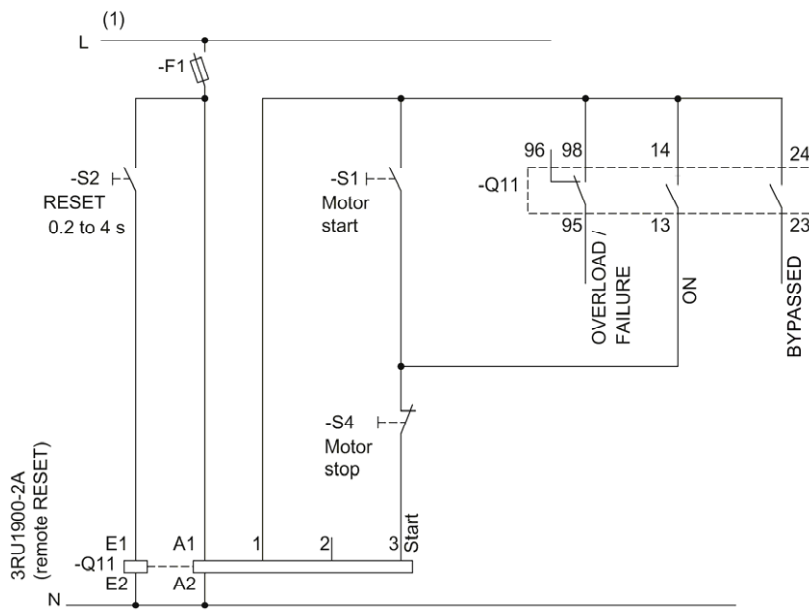 (1)
L
-F1
-S2
RESET
0.2 to 4 s
-S1
Motor
start
-Q11
96
98
14
24
95
13
23
OVERLOAD /
FAILURE
ON
BYPASSED
-S4
Motor
stop
3RU1900-2A
(remote RESET)
E1
A1
1
2
3
Start
-Q11
E2
A2
N